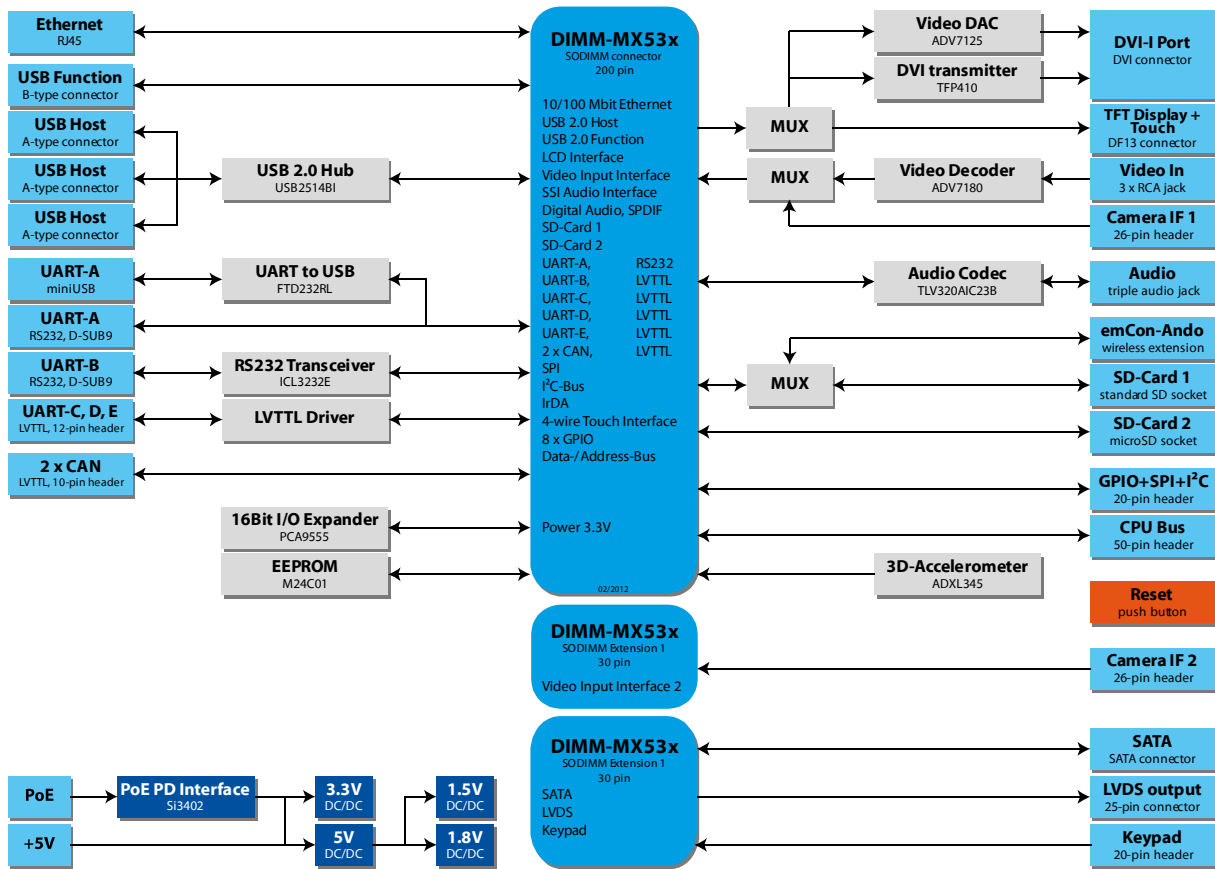 Ethernet
RJ45
USB Function
B-type connector
USB Host
A-type connector
USB Host
A-type connector
USB Host
A-type connector
USB 2.0 Hub
USB2514BI
UART-A
miniUSB
UART to USB
FTD232RL
UART-A
RS232, D-SUB9
UART-B
RS232, D-SUB9
RS232 Transceiver
ICL3232E
UART-C, D, E
LVTTL, 12-pin header
LVTTL Driver
2 x CAN
LVTTL, 10-pin header
16Bit I/O Expander
PCA9555
EEPROM
M24C01
DIMM-MX53x
SODIMM connector
200 pin
10/100 Mbit Ethernet
USB 2.0 Host
USB 2.0 Function
LCD Interface
Video Input Interface
SSI Audio Interface
Digital Audio, SPDIF
SD-Card 1
SD-Card 2
UART-A, RS232
UART-B, LVTTL
UART-C, LVTTL
UART-D, LVTTL
UART-E, LVTTL
2 x CAN, LVTTL
SPI
I²C-Bus
IrDA
4-wire Touch Interface
8 x GPIO
Data-/Address-Bus
Power 3.3V
02/2012
Video DAC
ADV7125
DVI transmitter
TFP410
DVI-I Port
DVI connector
MUX
TFT Display +
Touch
DF13 connector
MUX
Video Decoder
ADV7180
Video In
3 x RCA jack
Camera IF 1
26-pin header
Audio Codec
TLV320AIC23B
Audio
triple audio jack
emCon-Ando
wireless extension
MUX
SD-Card 1
standard SD socket
SD-Card 2
microSD socket
GPIO+SPI+I²C
20-pin header
CPU Bus
50-pin header
3D-Accelerometer
ADXL345
Reset
push button
DIMM-MX53x
SODIMM Extension 1
30 pin
Video Input Interface 2
Camera IF 2
26-pin header
DIMM-MX53x
SODIMM Extension 1
30 pin
SATA
LVDS
Keypad
SATA
SATA connector
LVDS output
25-pin connector
Keypad
20-pin header
PoE
PoE PD Interface
Si3402
3.3V
DC/DC
1.5V
DC/DC
+5V
5V
DC/DC
1.8V
DC/DC